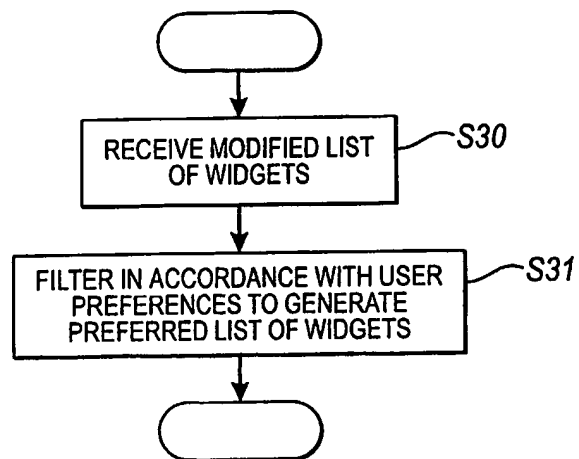 RECEIVE MODIFIED LIST
OF WIDGETS
S30
FILTER IN ACCORDANCE WITH USER
PREFERENCES TO GENERATE
PREFERRED LIST OF WIDGETS
S31